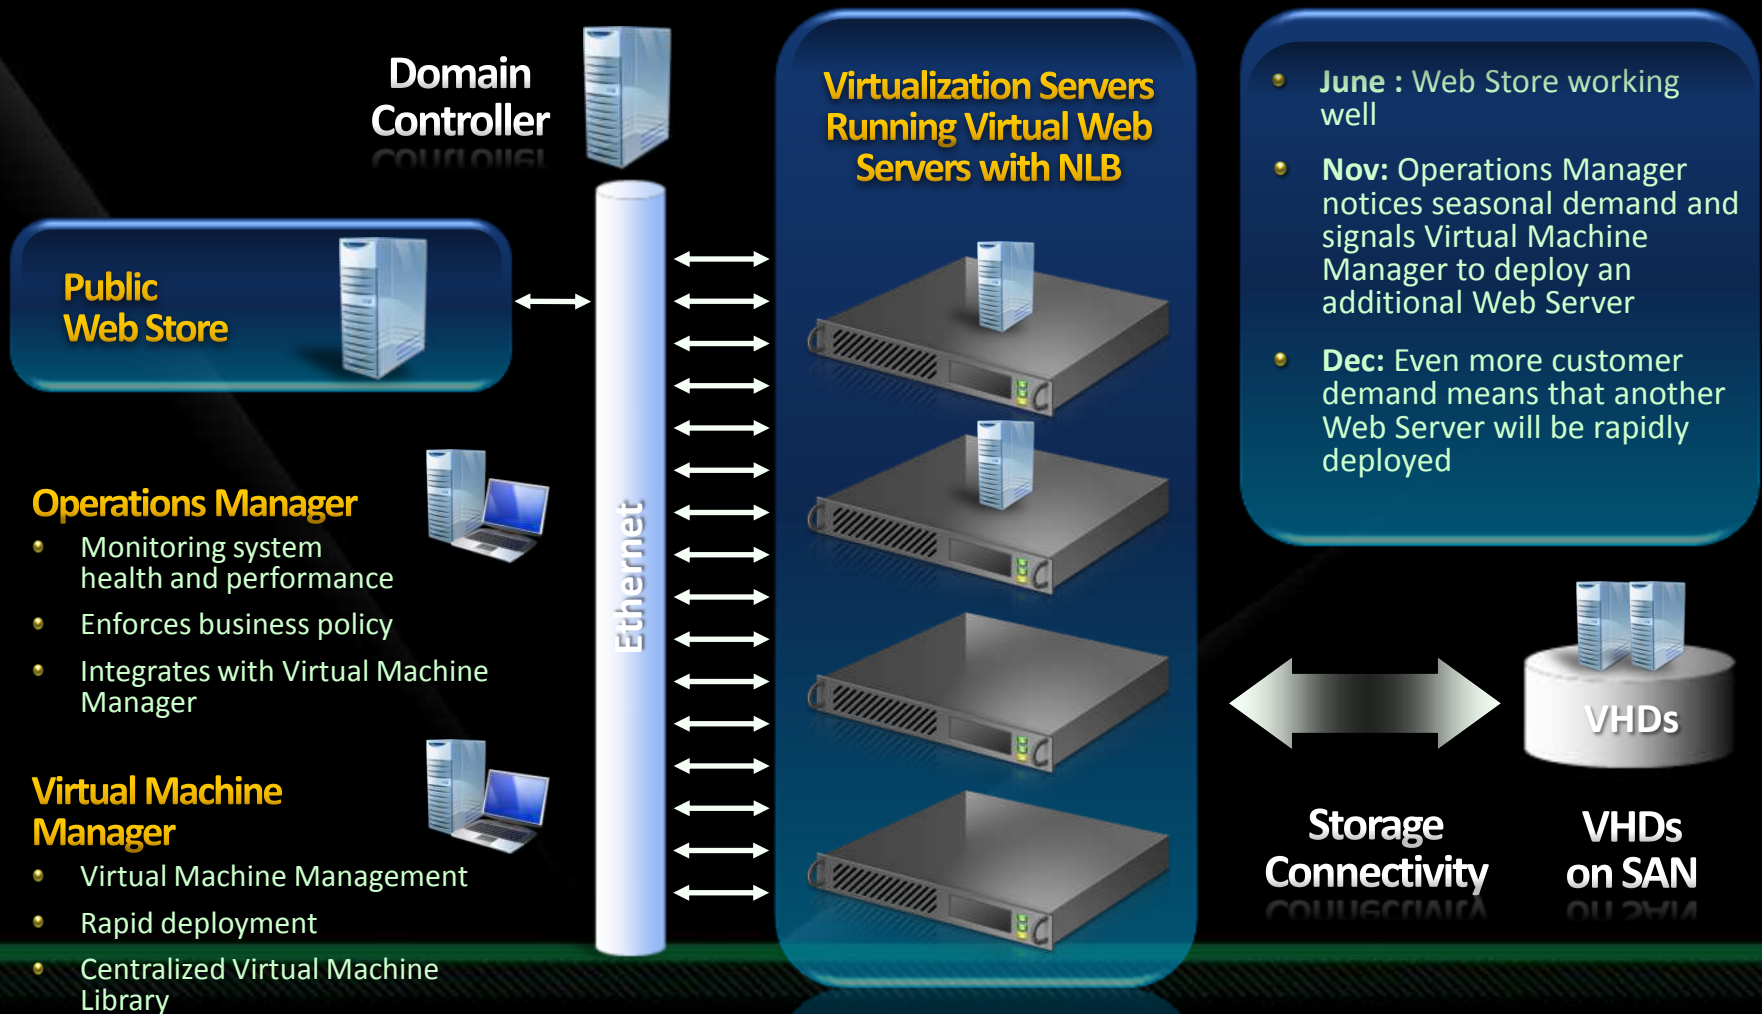 Domain
Controller
Public
Web Store
Operations Manager
Monitoring system
health and performance
Enforces business policy
Integrates with Virtual Machine
Manager
Virtual Machine
Manager
Virtual Machine Management
Rapid deployment
Centralized Virtual Machine
Library
Ethernet
Virtualization Servers
Running Virtual Web
Servers with NLB
June : Web Store working
well
Nov: Operations Manager
notices seasonal demand and
signals Virtual Machine
Manager to deploy an
additional Web Server
Dec: Even more customer
demand means that another
Web Server will be rapidly
deployed
Storage
Connectivity
VHDs
VHDs
on SAN